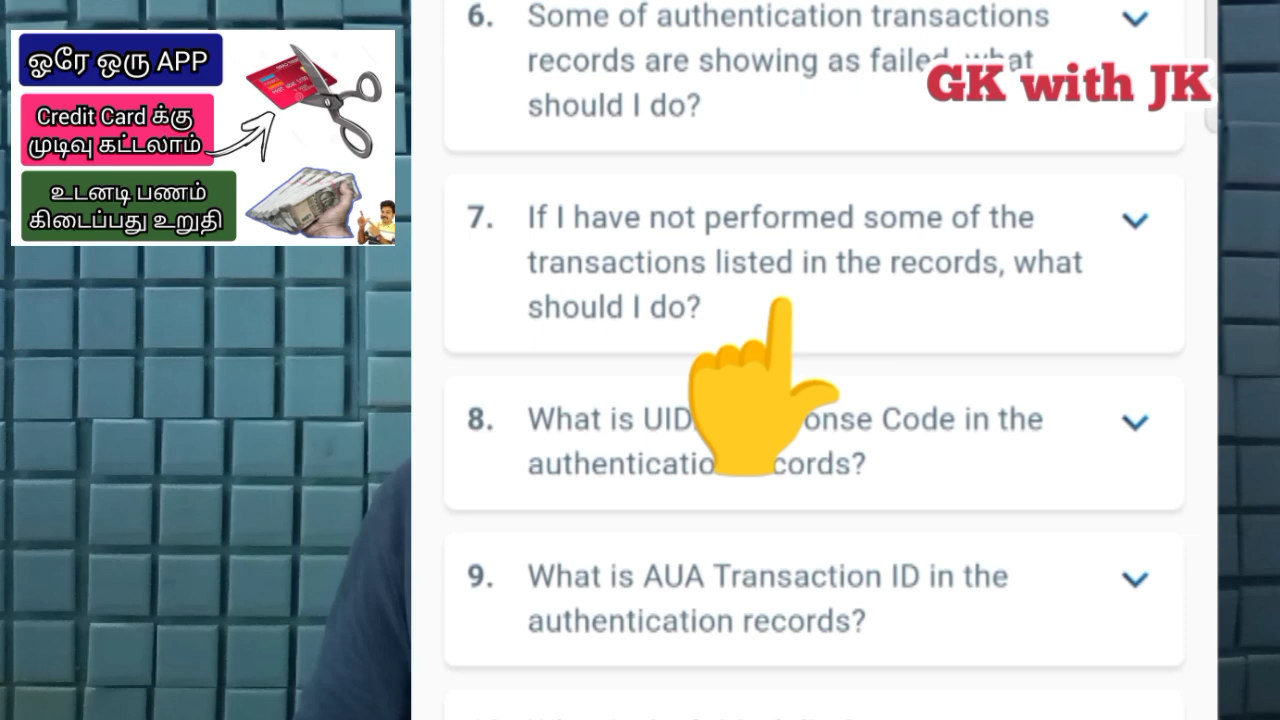 ஓரே ஒரு APP
Credit Card க்கு
முடிவு கட்டலாம்
உடனடி பணம்
கிடைப்பது உறுதி
GK with JK
6. Some of authentication transactions
records are showing as failed, what
should I do?
7. If I have not performed some of the
transactions listed in the records, what
should I do?
8. What is UID onse Code in the
authenticatio cords?
9. What is AUA Transaction ID in the
authentication records?